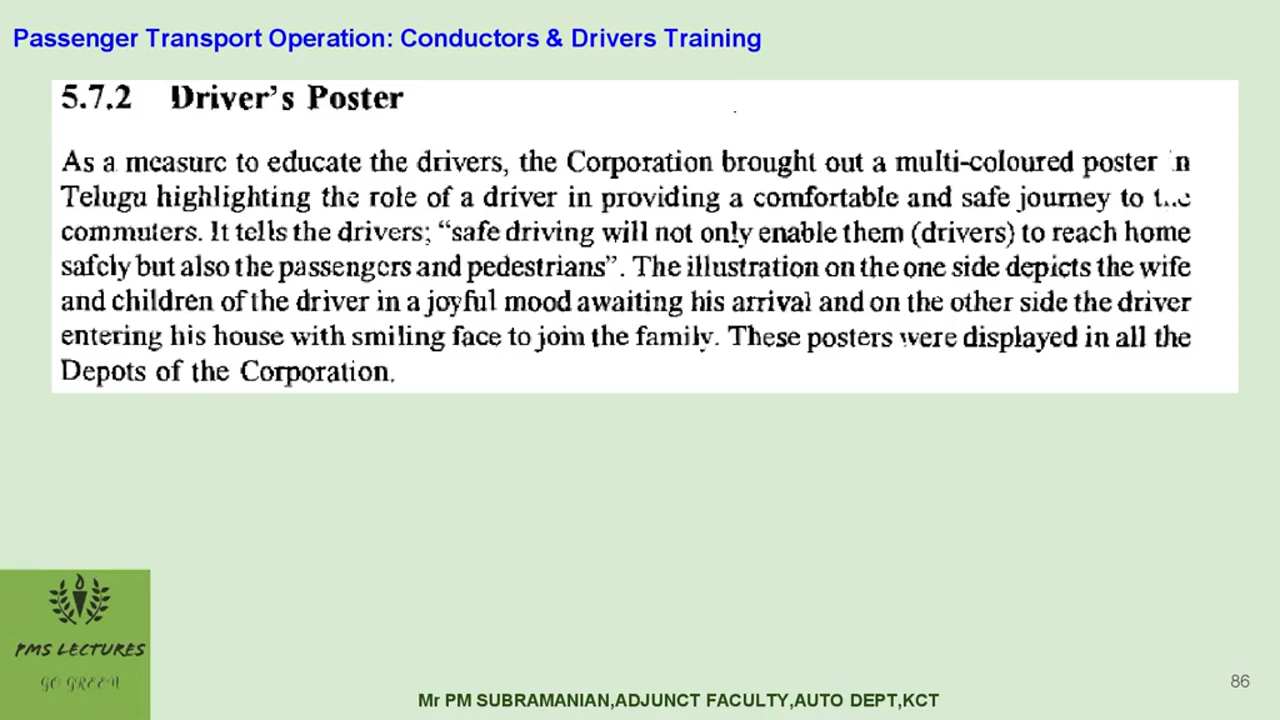 Passenger Transport Operation: Conductors & Drivers Training
5.7.2 Driver's Poster
As a measure to educate the drivers, the Corporation brought out a multi-coloured poster in
Telugu highlighting the role of a driver in providing a comfortable and safe journey to the
commuters. It tells the drivers; “safe driving will not only enable them (drivers) to reach home
safely but also the passengers and pedestrians”. The illustration on the one side depicts the wife
and children of the driver in a joyful mood awaiting his arrival and on the other side the driver
entering his house with smiling face to join the family. These posters were displayed in all the
Depots of the Corporation.
PMS LECTURES
GO GREEN
86
Mr PM SUBRAMANIAN,ADJUNCT FACULTY,AUTO DEPT,KCT